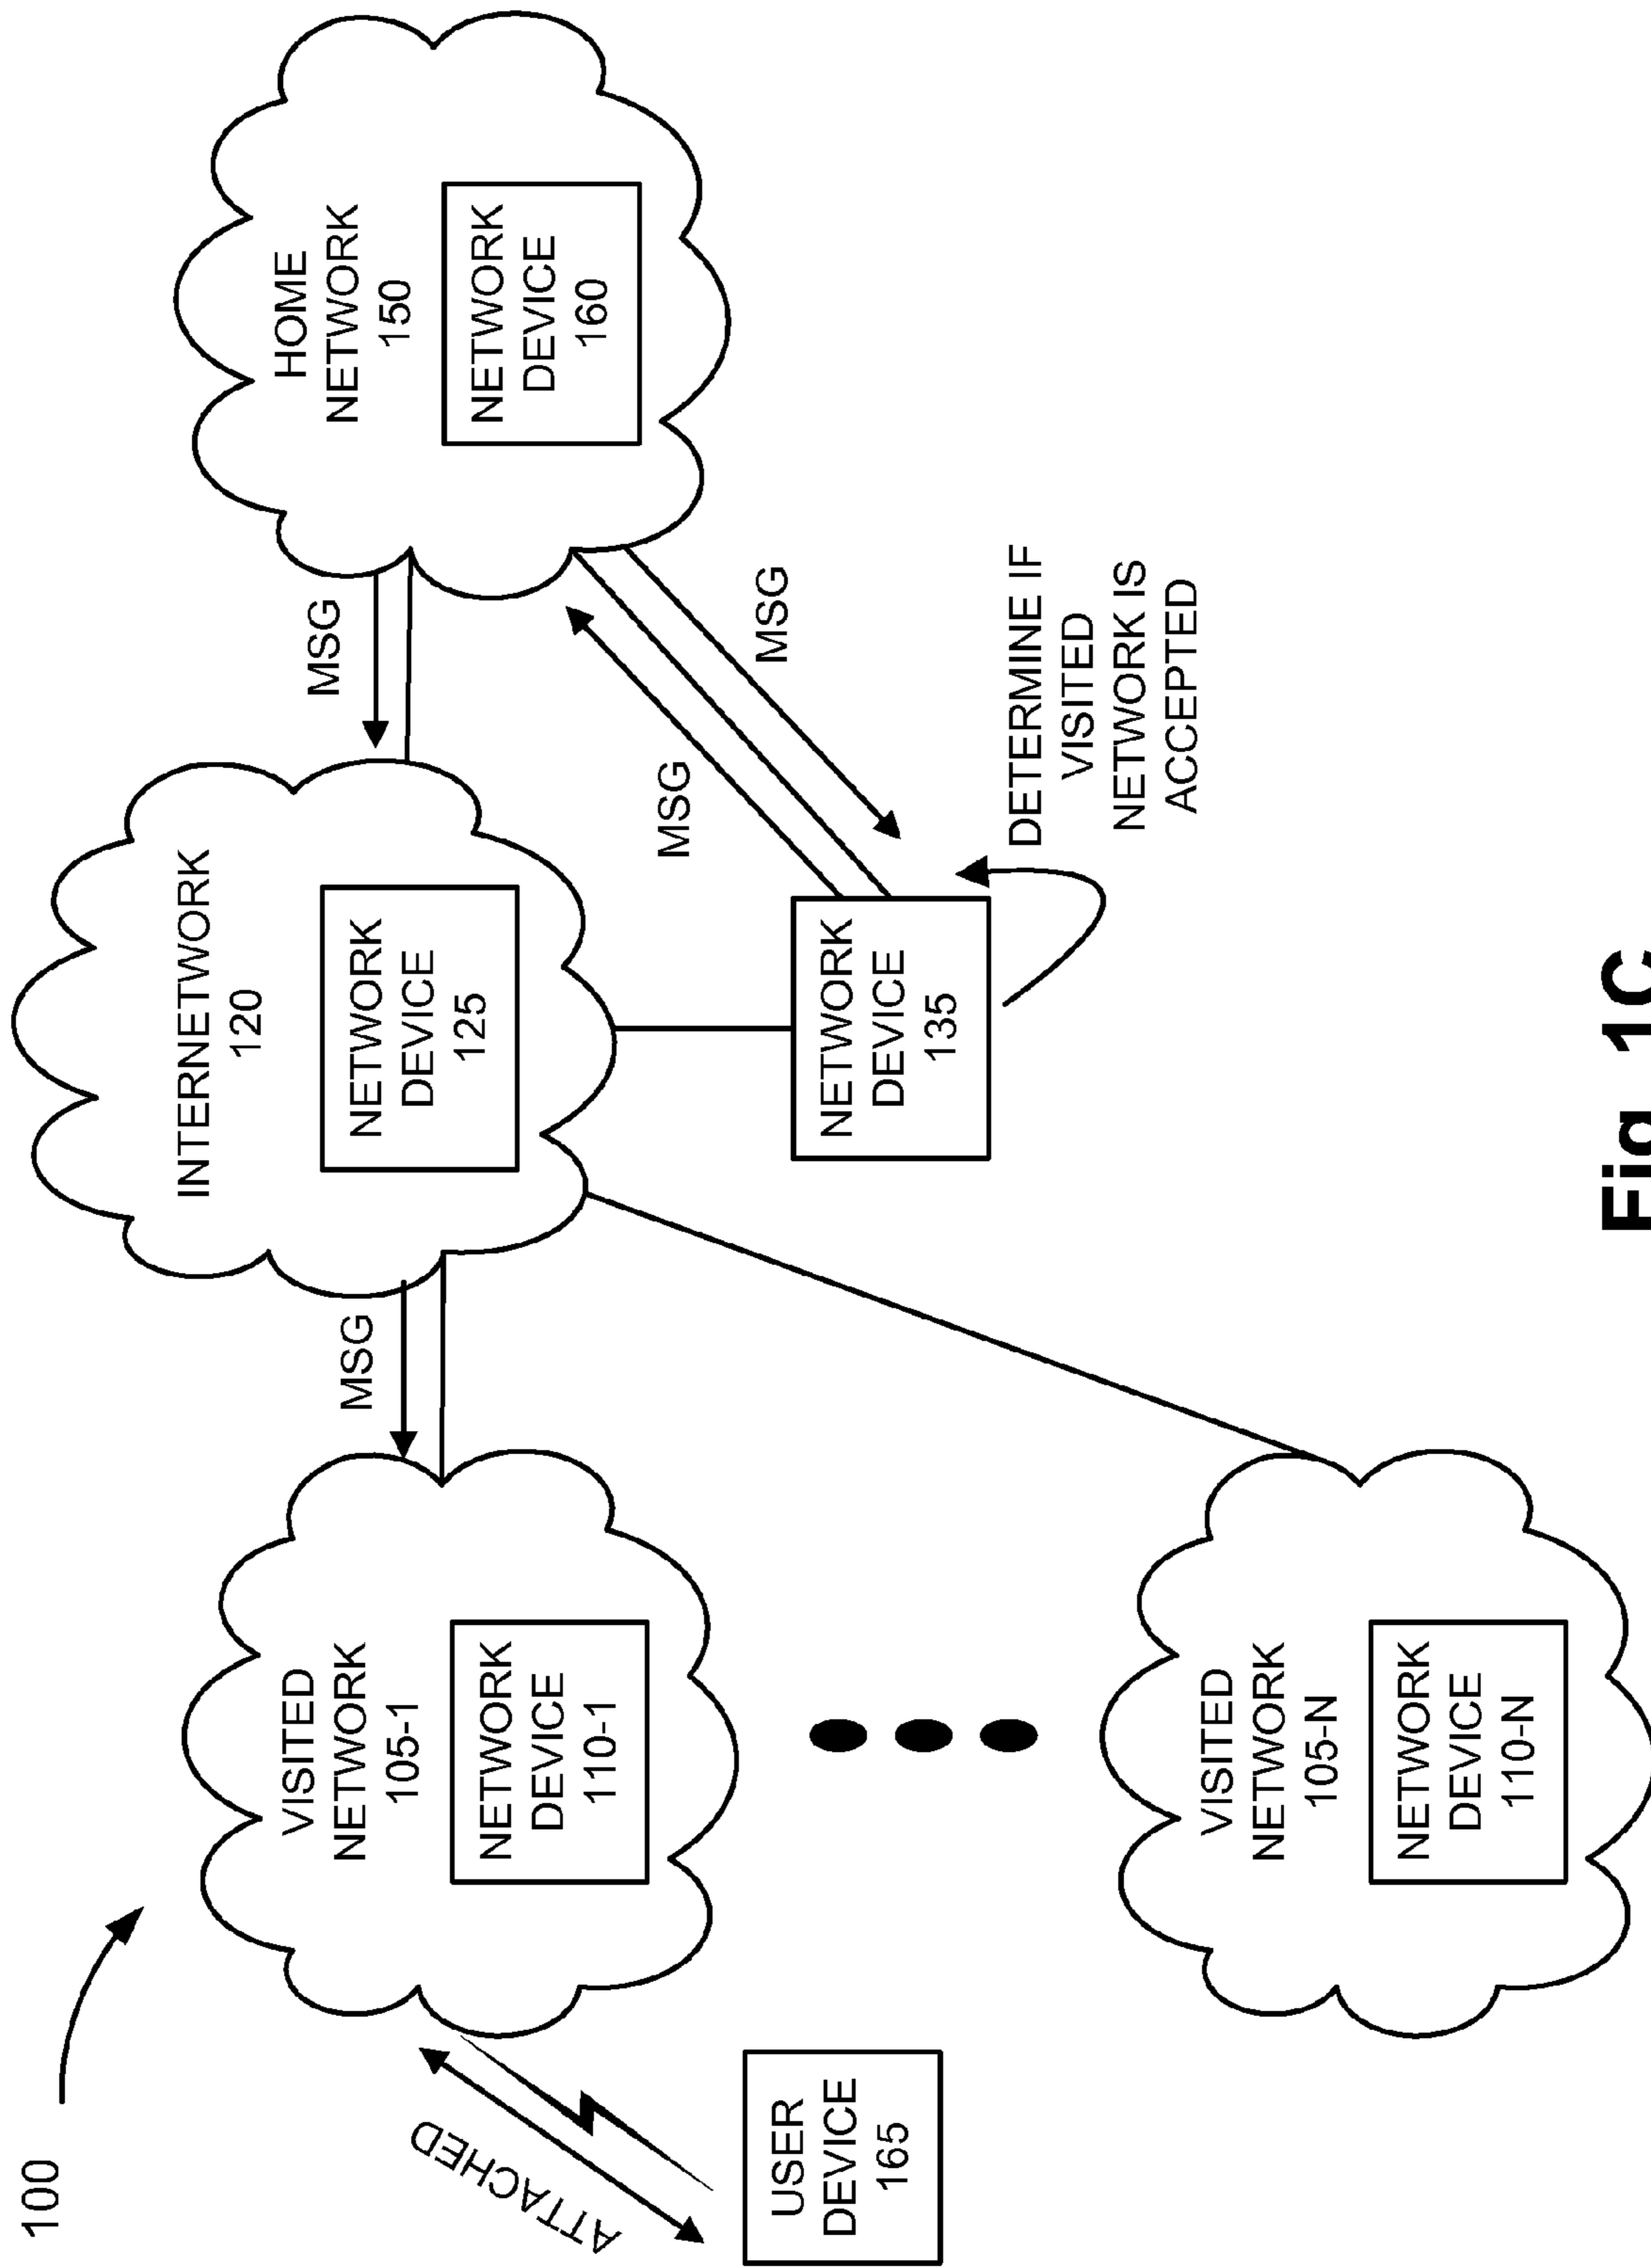 100
INTERNETWORK
120
NETWORK
DEVICE
125
HOME
NETWORK
150
NETWORK
DEVICE
160
VISITED
NETWORK
105-1
NETWORK
DEVICE
110-1
MSG
MSG
ATTACHED
USER
DEVICE
165
MSG
MSG
NETWORK
DEVICE
135
DETERMINE IF
VISITED
NETWORK IS
ACCEPTED
VISITED
NETWORK
105-N
NETWORK
DEVICE
110-N
Fig. 1C